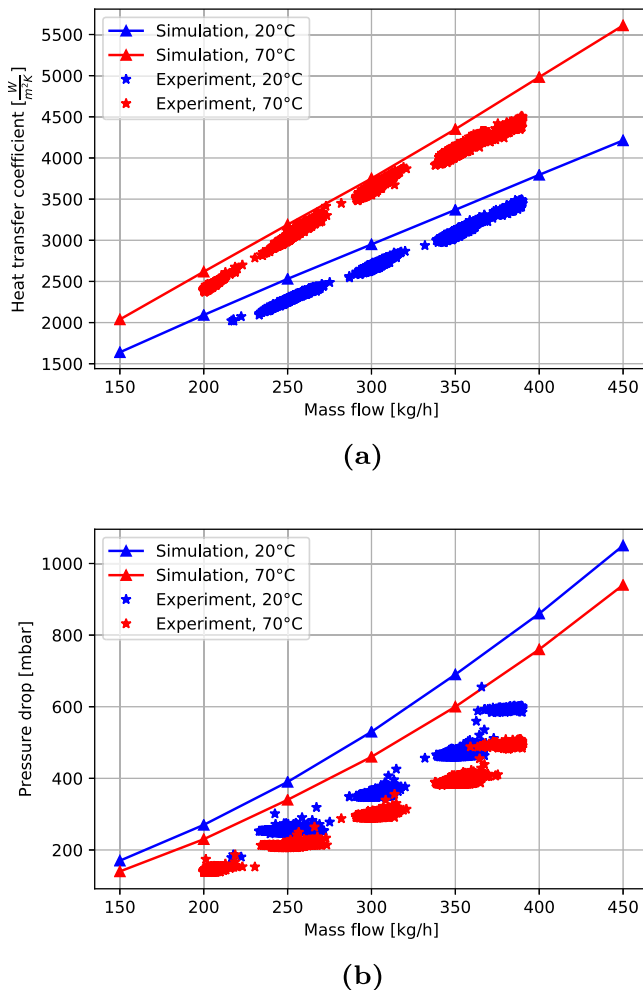 Heat transfer coefficient [W/m²K]
5500
5000
4500
4000
3500
3000
2500
2000
1500
Simulation, 20°C
Simulation, 70°C
Experiment, 20°C
Experiment, 70°C
150 200 250 300 350 400 450
Mass flow [kg/h]
(a)
Pressure drop [mbar]
1000
800
600
400
200
Simulation, 20°C
Simulation, 70°C
Experiment, 20°C
Experiment, 70°C
150 200 250 300 350 400 450
Mass flow [kg/h]
(b)